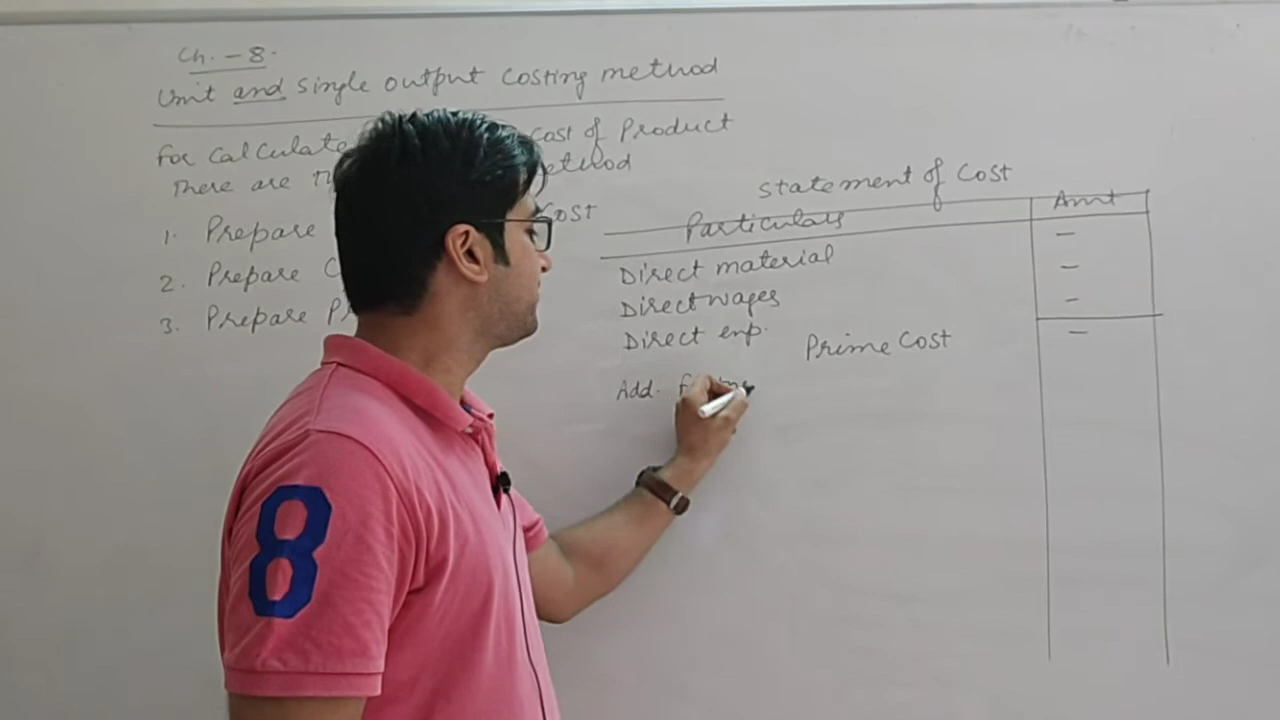 Ch. - 8.
Unit and Single output Costing method
For Calculate Cost of Product
There are
1. Prepare Cost
2. Prepare
3. Prepare
Statement of Cost
Particulars Amt
Direct material –
Direct wages –
Direct exp. –
Prime Cost –
Add.
8